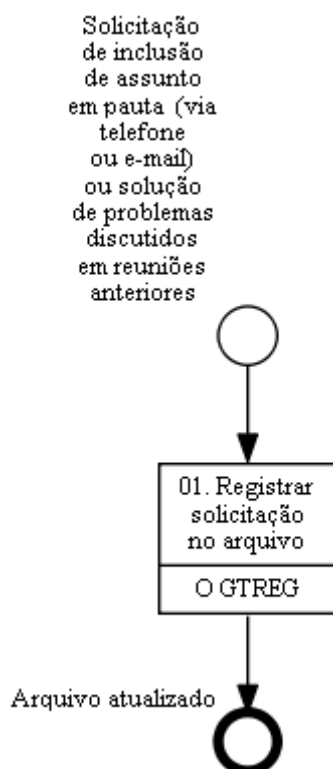 Solicitação
de inclusão
de assunto
em pauta (via
telefone
ou e-mail)
ou solução
de problemas
discutidos
em reuniões
anteriores
01. Registrar
solicitação
no arquivo
O GTREG
Arquivo atualizado